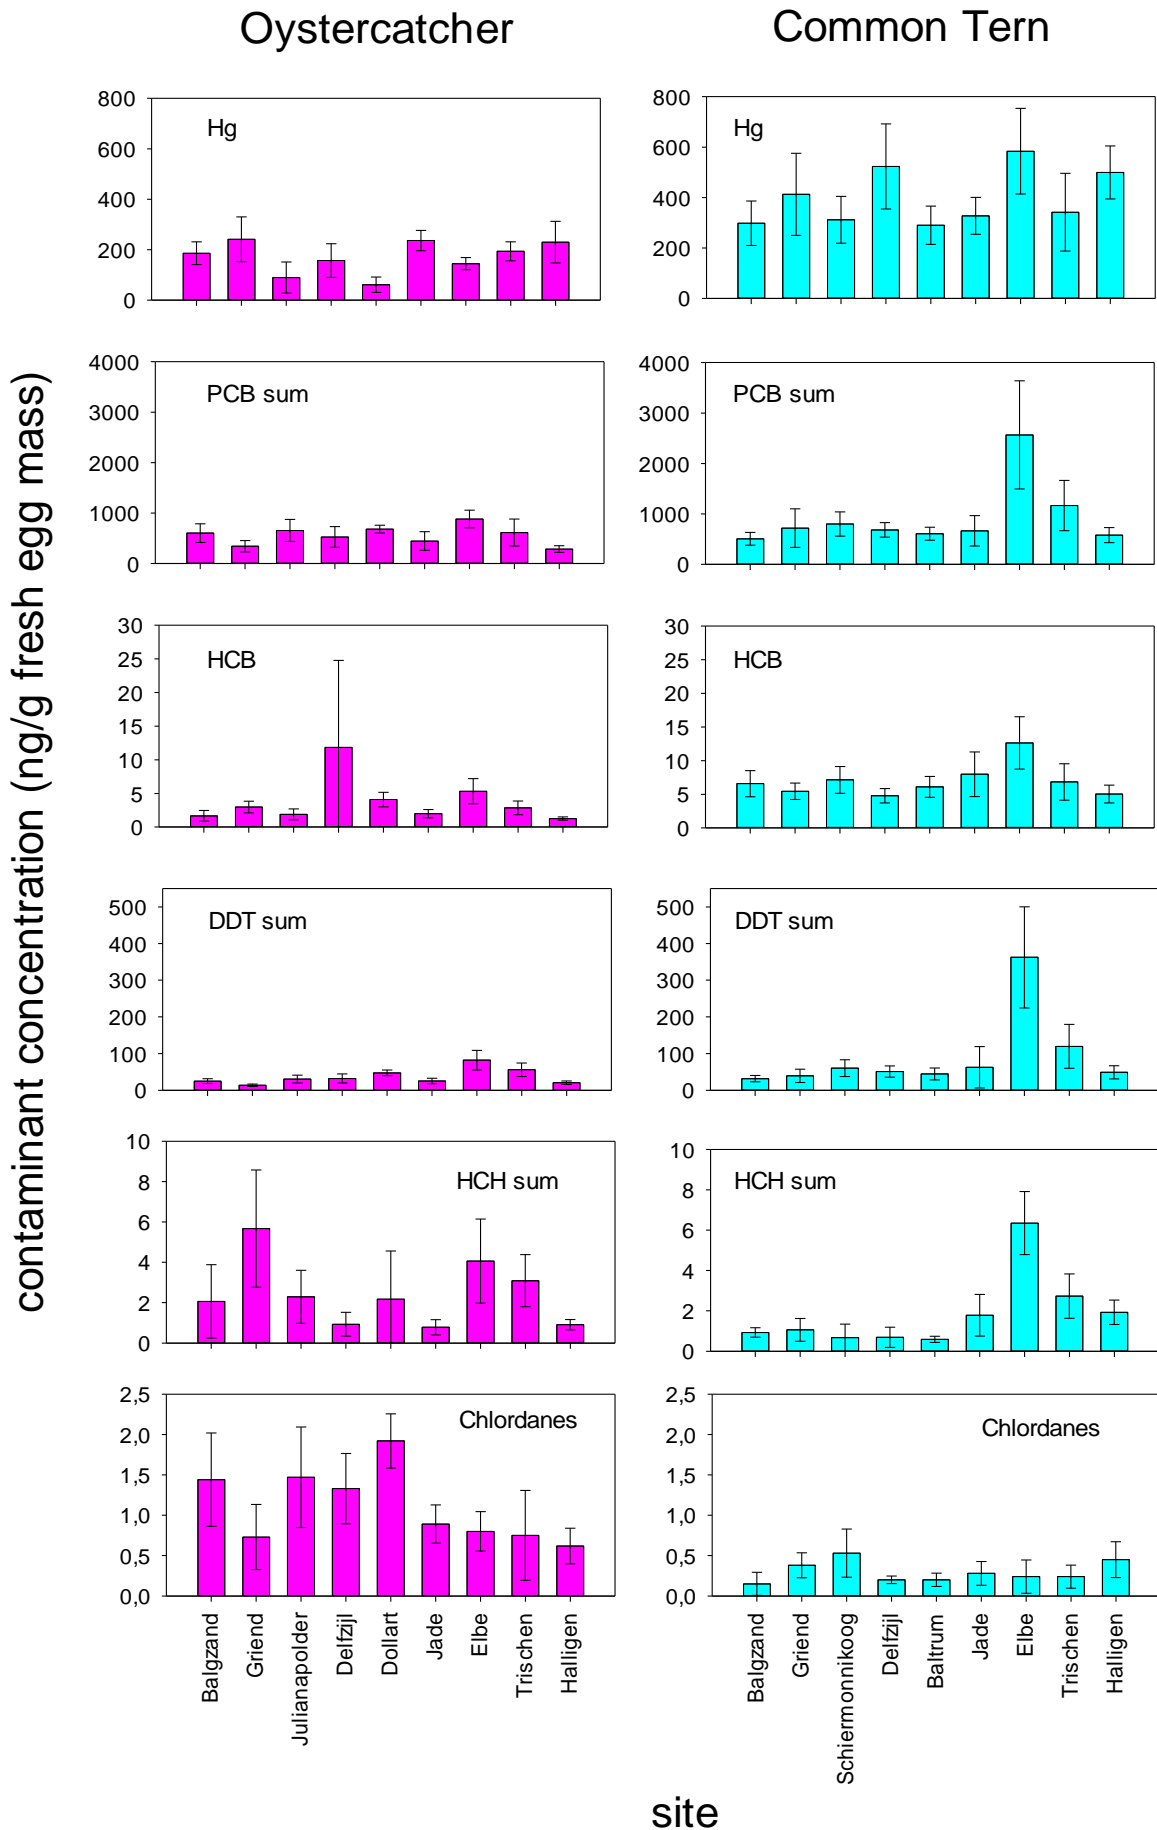 Oystercatcher
Common Tern
contaminant concentration (ng/g fresh egg mass)
Hg
800
600
400
200
0
Hg
800
600
400
200
0
PCB sum
4000
3000
2000
1000
0
PCB sum
4000
3000
2000
1000
0
HCB
30
25
20
15
10
5
0
HCB
30
25
20
15
10
5
0
DDT sum
500
400
300
200
100
0
DDT sum
500
400
300
200
100
0
HCH sum
10
8
6
4
2
0
HCH sum
10
8
6
4
2
0
Chlordanes
2,5
2,0
1,5
1,0
0,5
0,0
Chlordanes
2,5
2,0
1,5
1,0
0,5
0,0
Balgzand
Griend
Julianapolder
Delfzijl
Dollart
Jade
Elbe
Trischen
Halligen
Balgzand
Griend
Schiermonnikoog
Delfzijl
Baltrum
Jade
Elbe
Trischen
Halligen
site